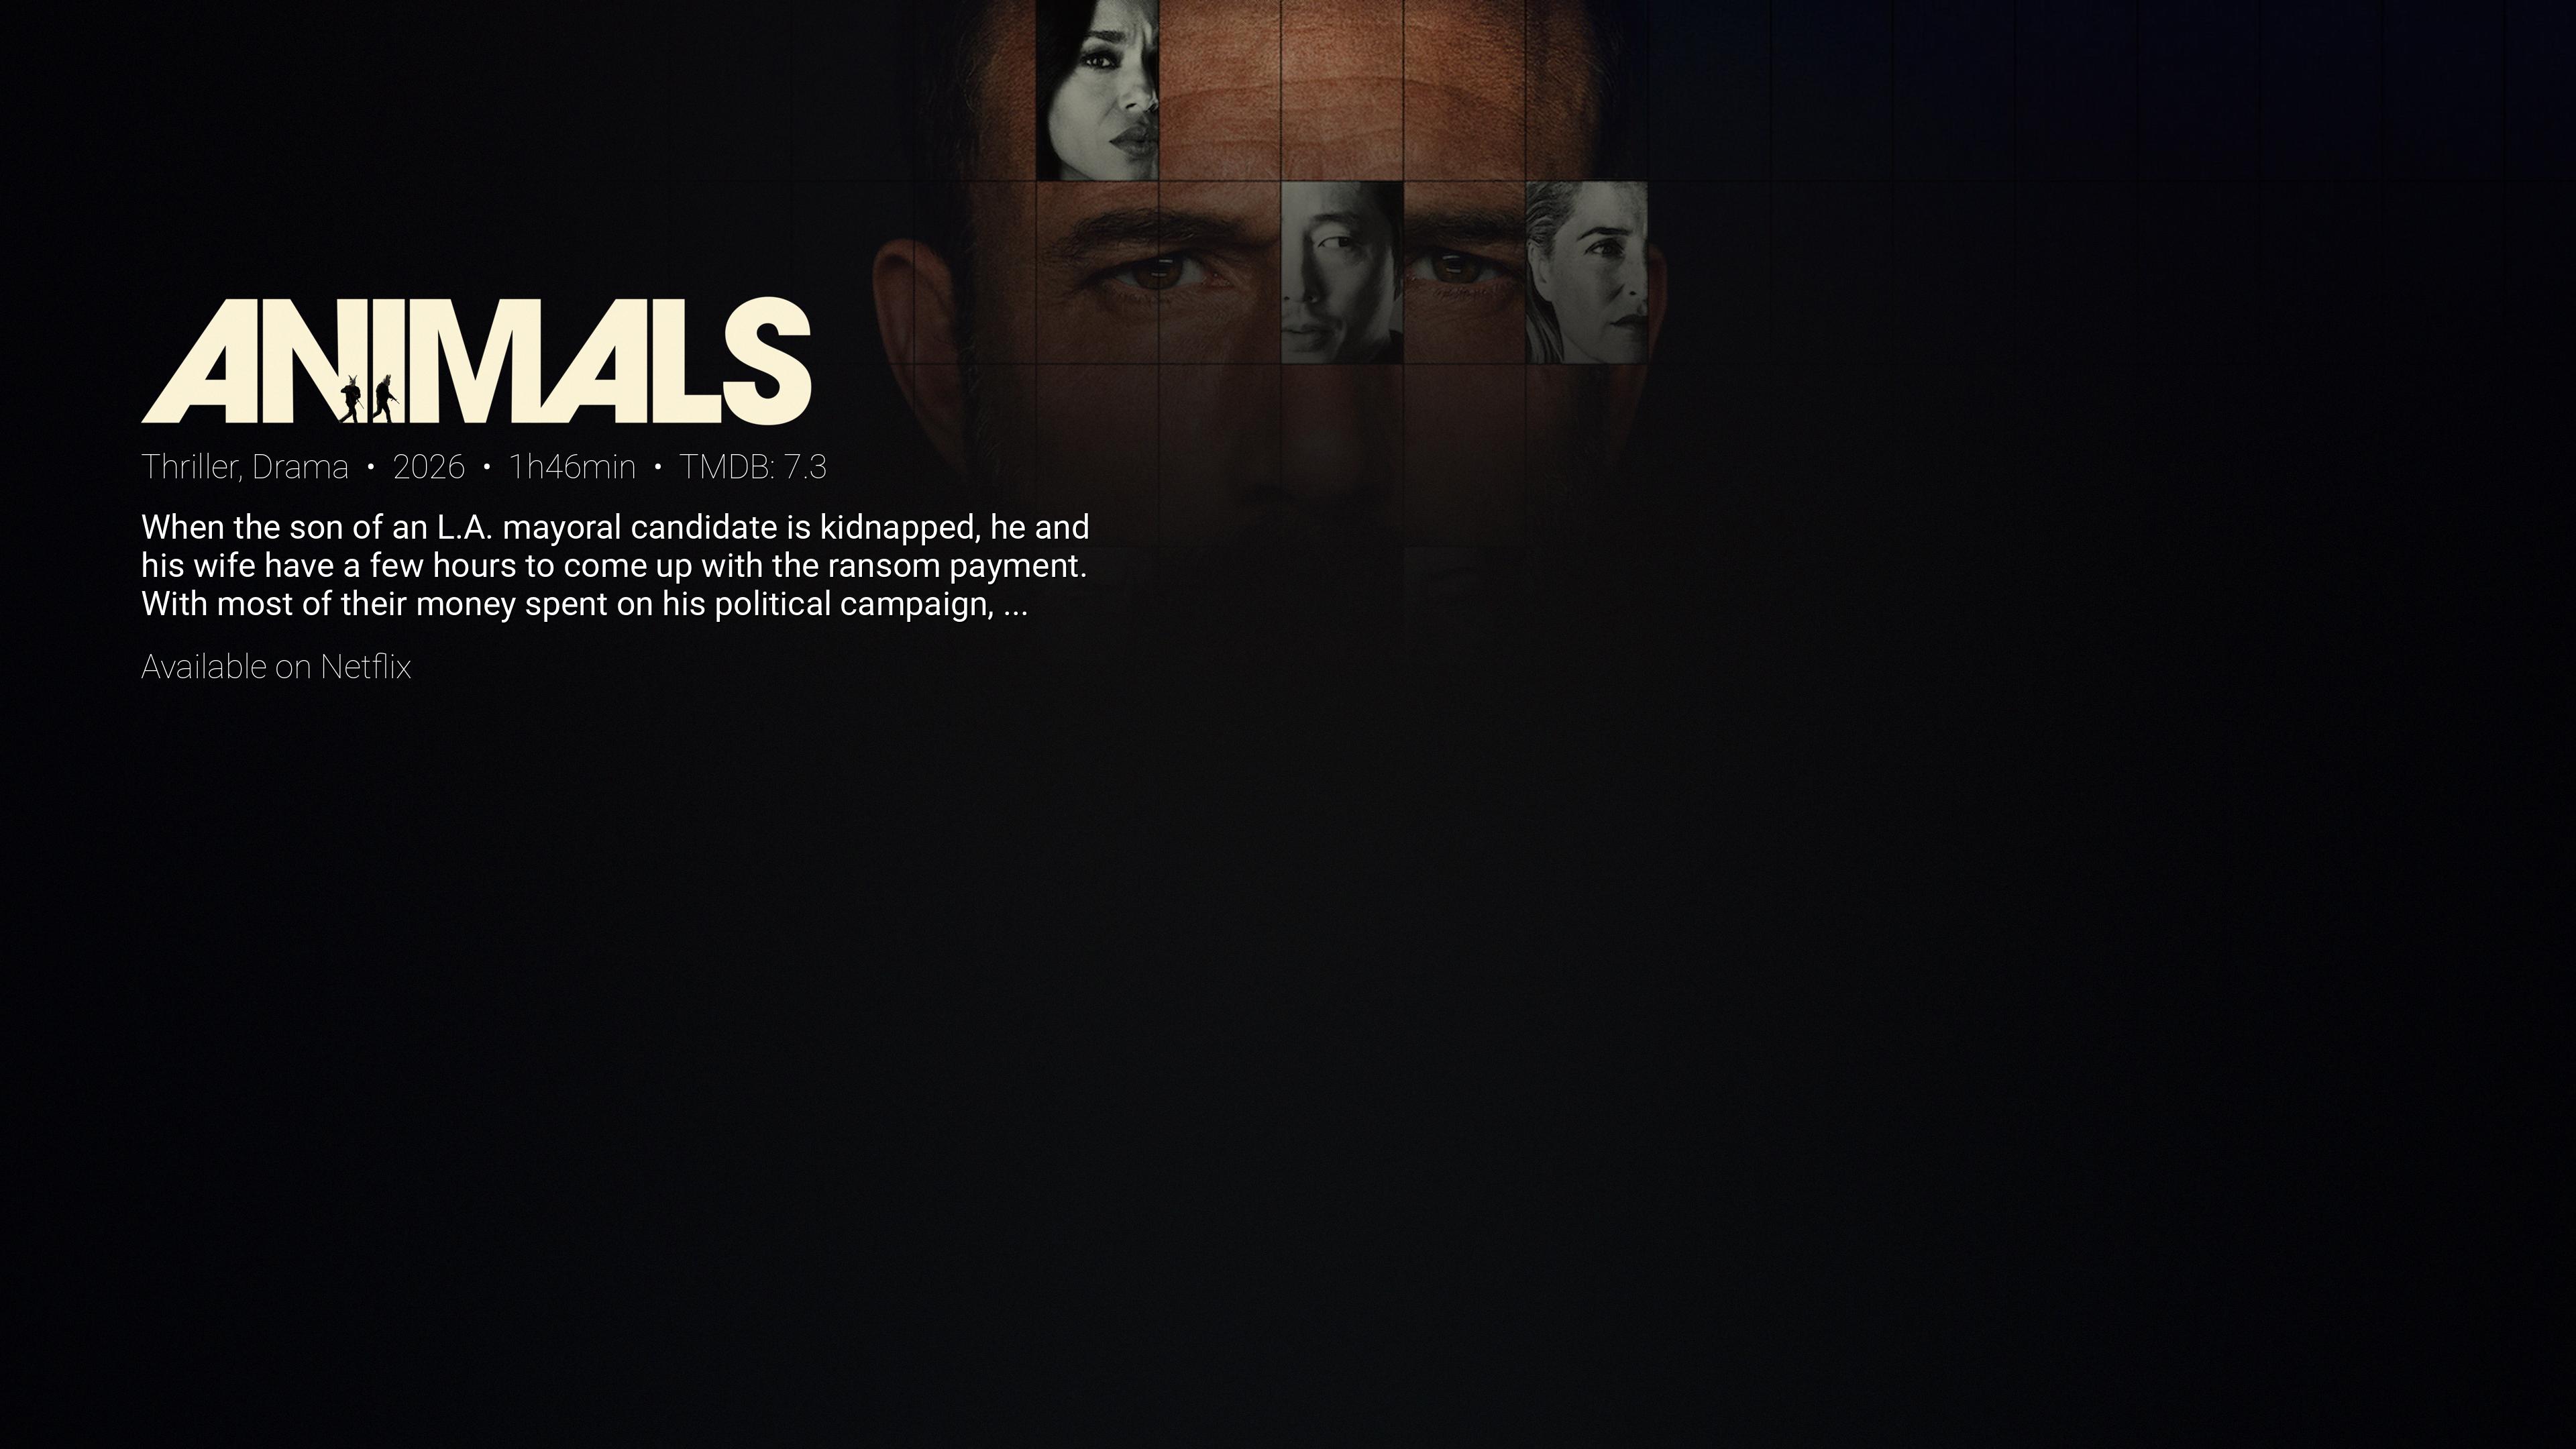 ANIMALS
Thriller, Drama • 2026 • 1h46min • TMDB: 7.3
When the son of an L.A. mayoral candidate is kidnapped, he and
his wife have a few hours to come up with the ransom payment.
With most of their money spent on his political campaign, ...
Available on Netflix